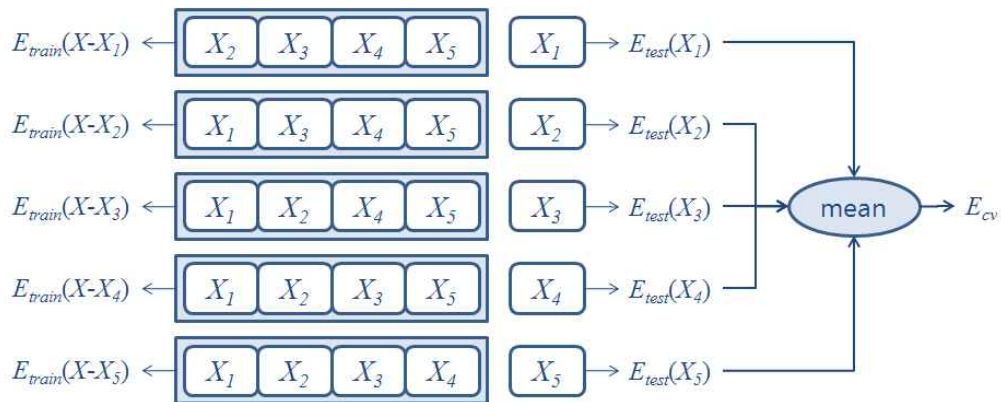 E_train(X-X_1) X_2 X_3 X_4 X_5 X_1 E_test(X_1)
E_train(X-X_2) X_1 X_3 X_4 X_5 X_2 E_test(X_2)
E_train(X-X_3) X_1 X_2 X_4 X_5 X_3 E_test(X_3) mean E_cv
E_train(X-X_4) X_1 X_2 X_3 X_5 X_4 E_test(X_4)
E_train(X-X_5) X_1 X_2 X_3 X_4 X_5 E_test(X_5)